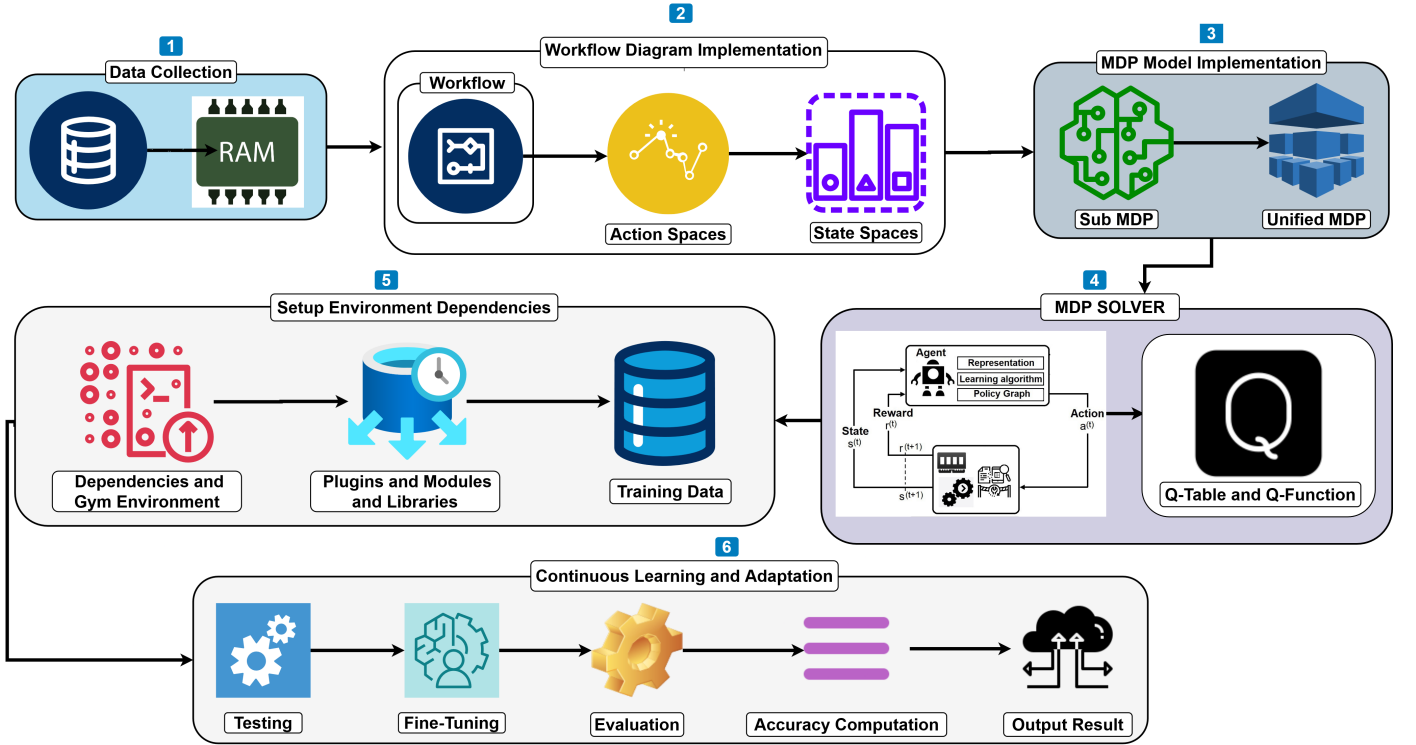 1
Data Collection
RAM
2
Workflow Diagram Implementation
Workflow
Action Spaces
State Spaces
3
MDP Model Implementation
Sub MDP
Unified MDP
4
MDP SOLVER
Agent
Representation
Learning algorithm
Policy Graph
Reward
r(t)
State
s(t)
Action
a(t)
r(t+1)
s(t+1)
Q
Q-Table and Q-Function
5
Setup Environment Dependencies
Dependencies and
Gym Environment
Plugins and Modules
and Libraries
Training Data
6
Continuous Learning and Adaptation
Testing
Fine-Tuning
Evaluation
Accuracy Computation
Output Result